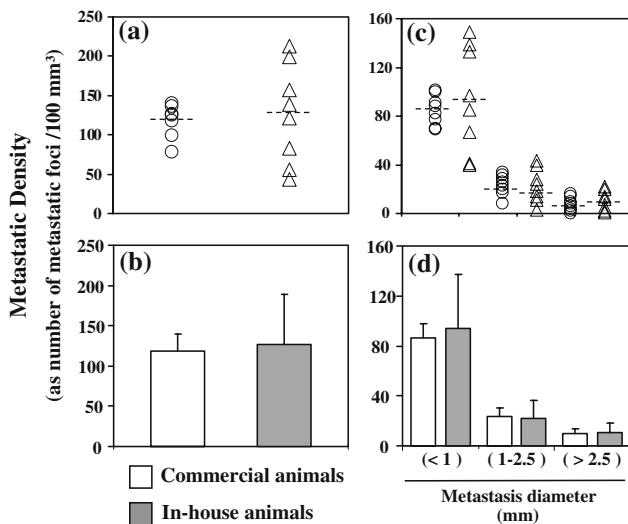 Metastatic Density
(as number of metastatic foci /100 mm³)
(a)
250
200
150
100
50
0
(c)
160
120
80
40
0
(b)
250
200
150
100
50
0
(d)
160
120
80
40
0
(< 1) (1-2.5) (> 2.5)
Metastasis diameter
(mm)
Commercial animals
In-house animals